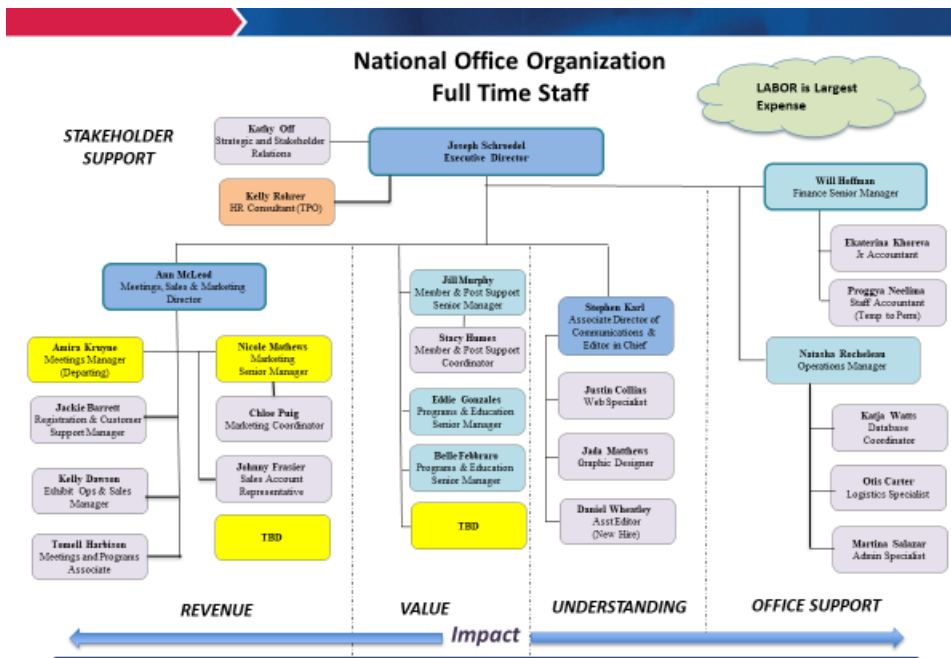 National Office Organization
Full Time Staff
LABOR is Largest
Expense
STAKEHOLDER
SUPPORT
Kathy Off
Strategic and Stakeholder
Relations
Joseph Schroedel
Executive Director
Kelly Rohrer
HR Consultant (TPO)
Will Hoffman
Finance Senior Manager
Ekaterina Khoreva
Jr Accountant
Proggya Neelima
Staff Accountant
(Temp to Perm)
Ann McLeod
Meetings, Sales & Marketing
Director
Amira Kruyne
Meetings Manager
(Departing)
Nicole Mathews
Marketing
Senior Manager
Jackie Barrett
Registration & Customer
Support Manager
Chloe Puig
Marketing Coordinator
Kelly Dawson
Exhibit Ops & Sales
Manager
Johnny Frasier
Sales Account
Representative
Tomell Harbison
Meetings and Programs
Associate
TBD
Jill Murphy
Member & Post Support
Senior Manager
Stacy Humes
Member & Post Support
Coordinator
Eddie Gonzales
Programs & Education
Senior Manager
Belle Febbraro
Programs & Education
Senior Manager
TBD
Stephen Karl
Associate Director of
Communications &
Editor in Chief
Justin Collins
Web Specialist
Jada Matthews
Graphic Designer
Daniel Wheatley
Asst Editor
(New Hire)
Natasha Rocheleau
Operations Manager
Katja Watts
Database
Coordinator
Otis Carter
Logistics Specialist
Martina Salazar
Admin Specialist
REVENUE
VALUE
UNDERSTANDING
OFFICE SUPPORT
Impact